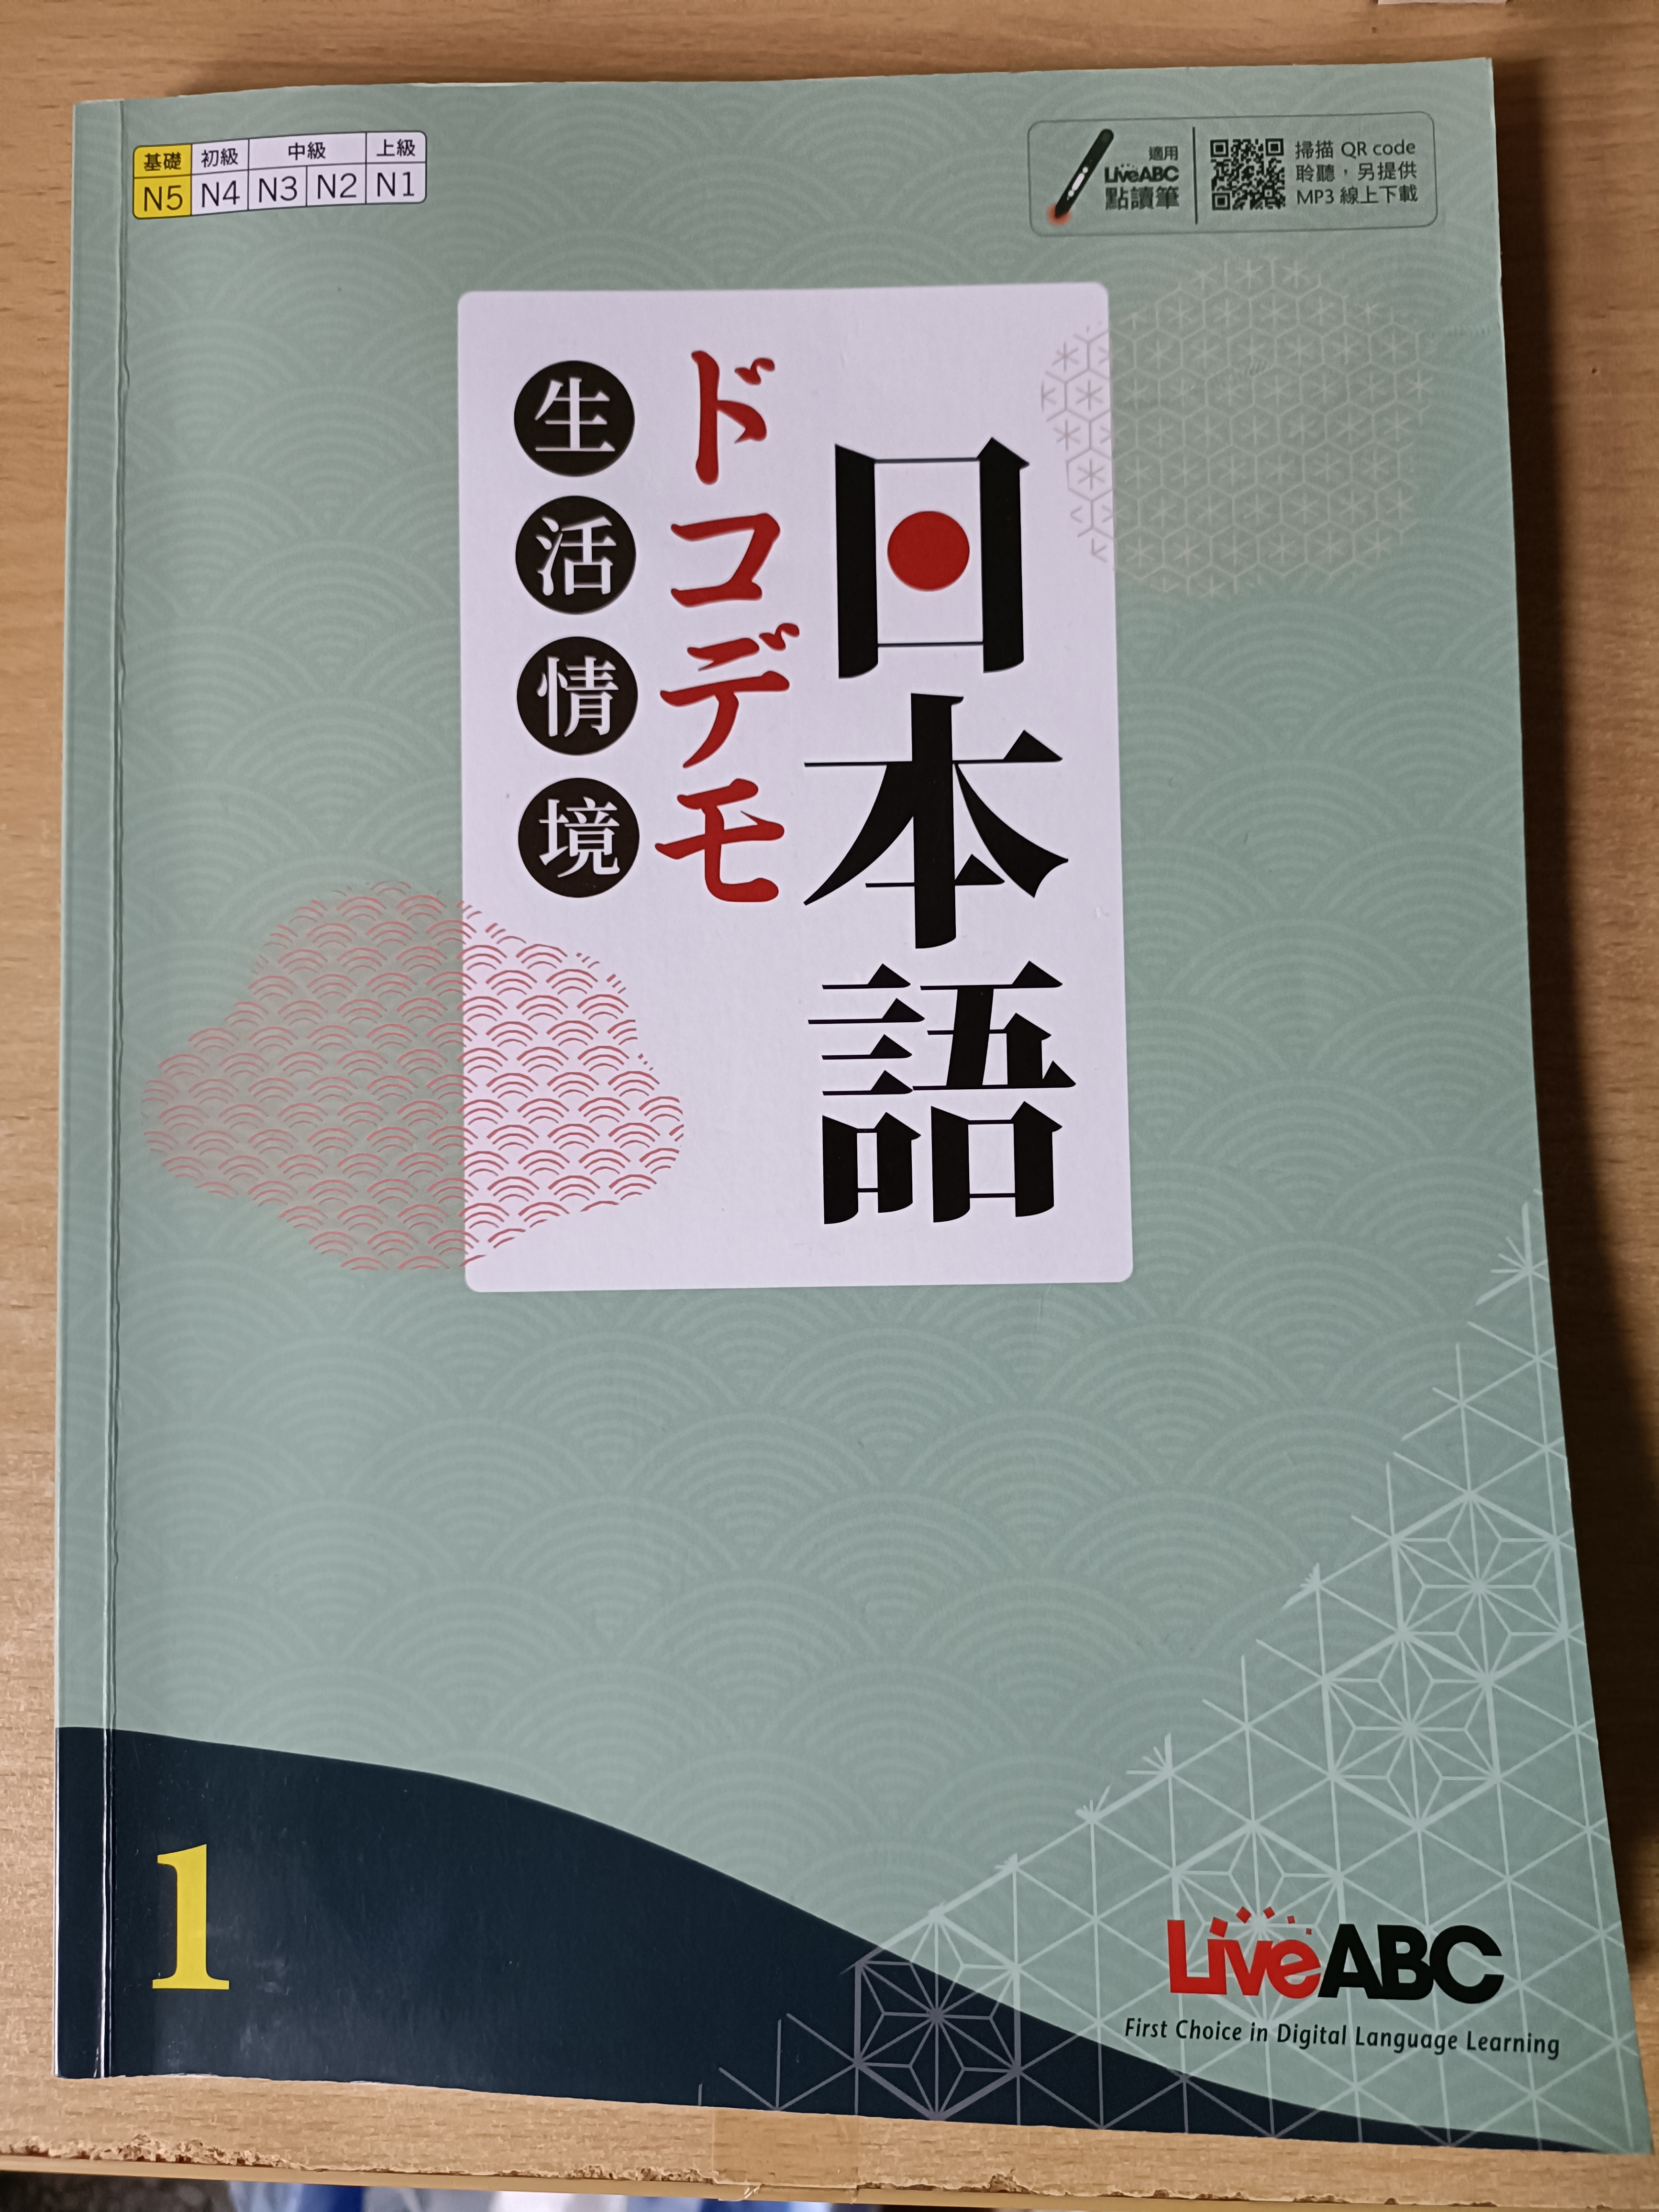 基礎 初級 中級 上級
N5 N4 N3 N2 N1
適用
LiveABC
點讀筆
掃描 QR code
聆聽，另提供
MP3 線上下載
日本語
ドコデモ
生活情境
1
LiveABC
First Choice in Digital Language Learning